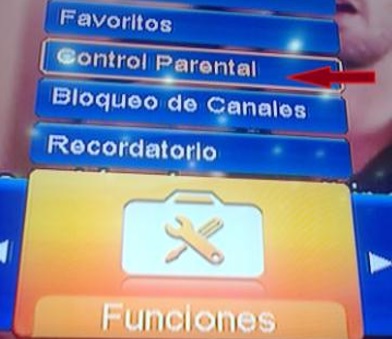 Favoritos
Control Parental
Bloqueo de Canales
Recordatorio
Funciones